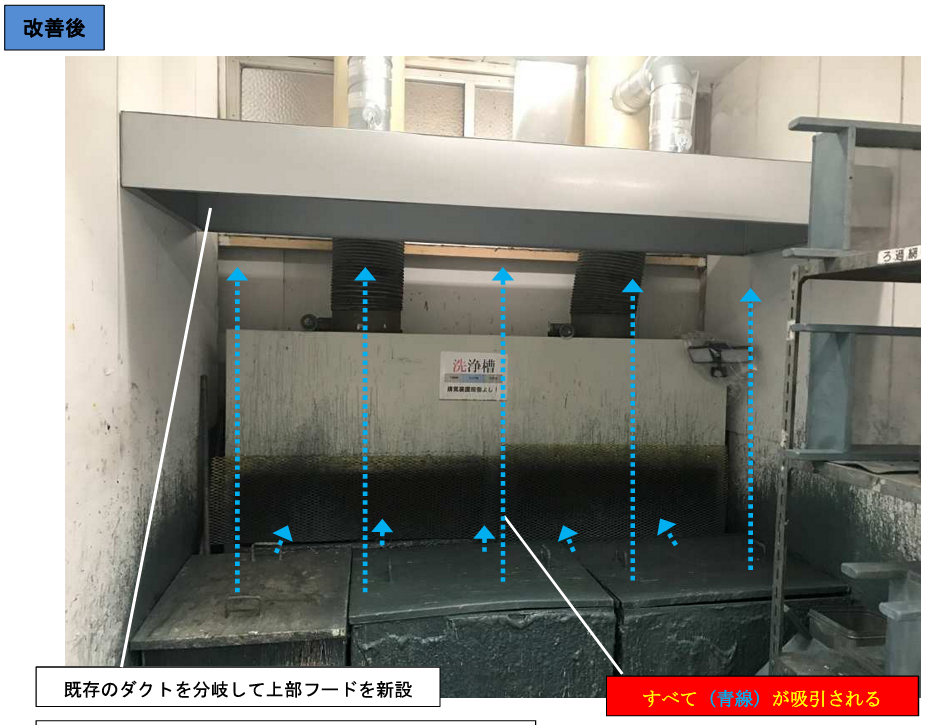 改善後
ろ過網
洗浄槽
既存のダクトを分岐して上部フードを新設
すべて(青線)が吸引される